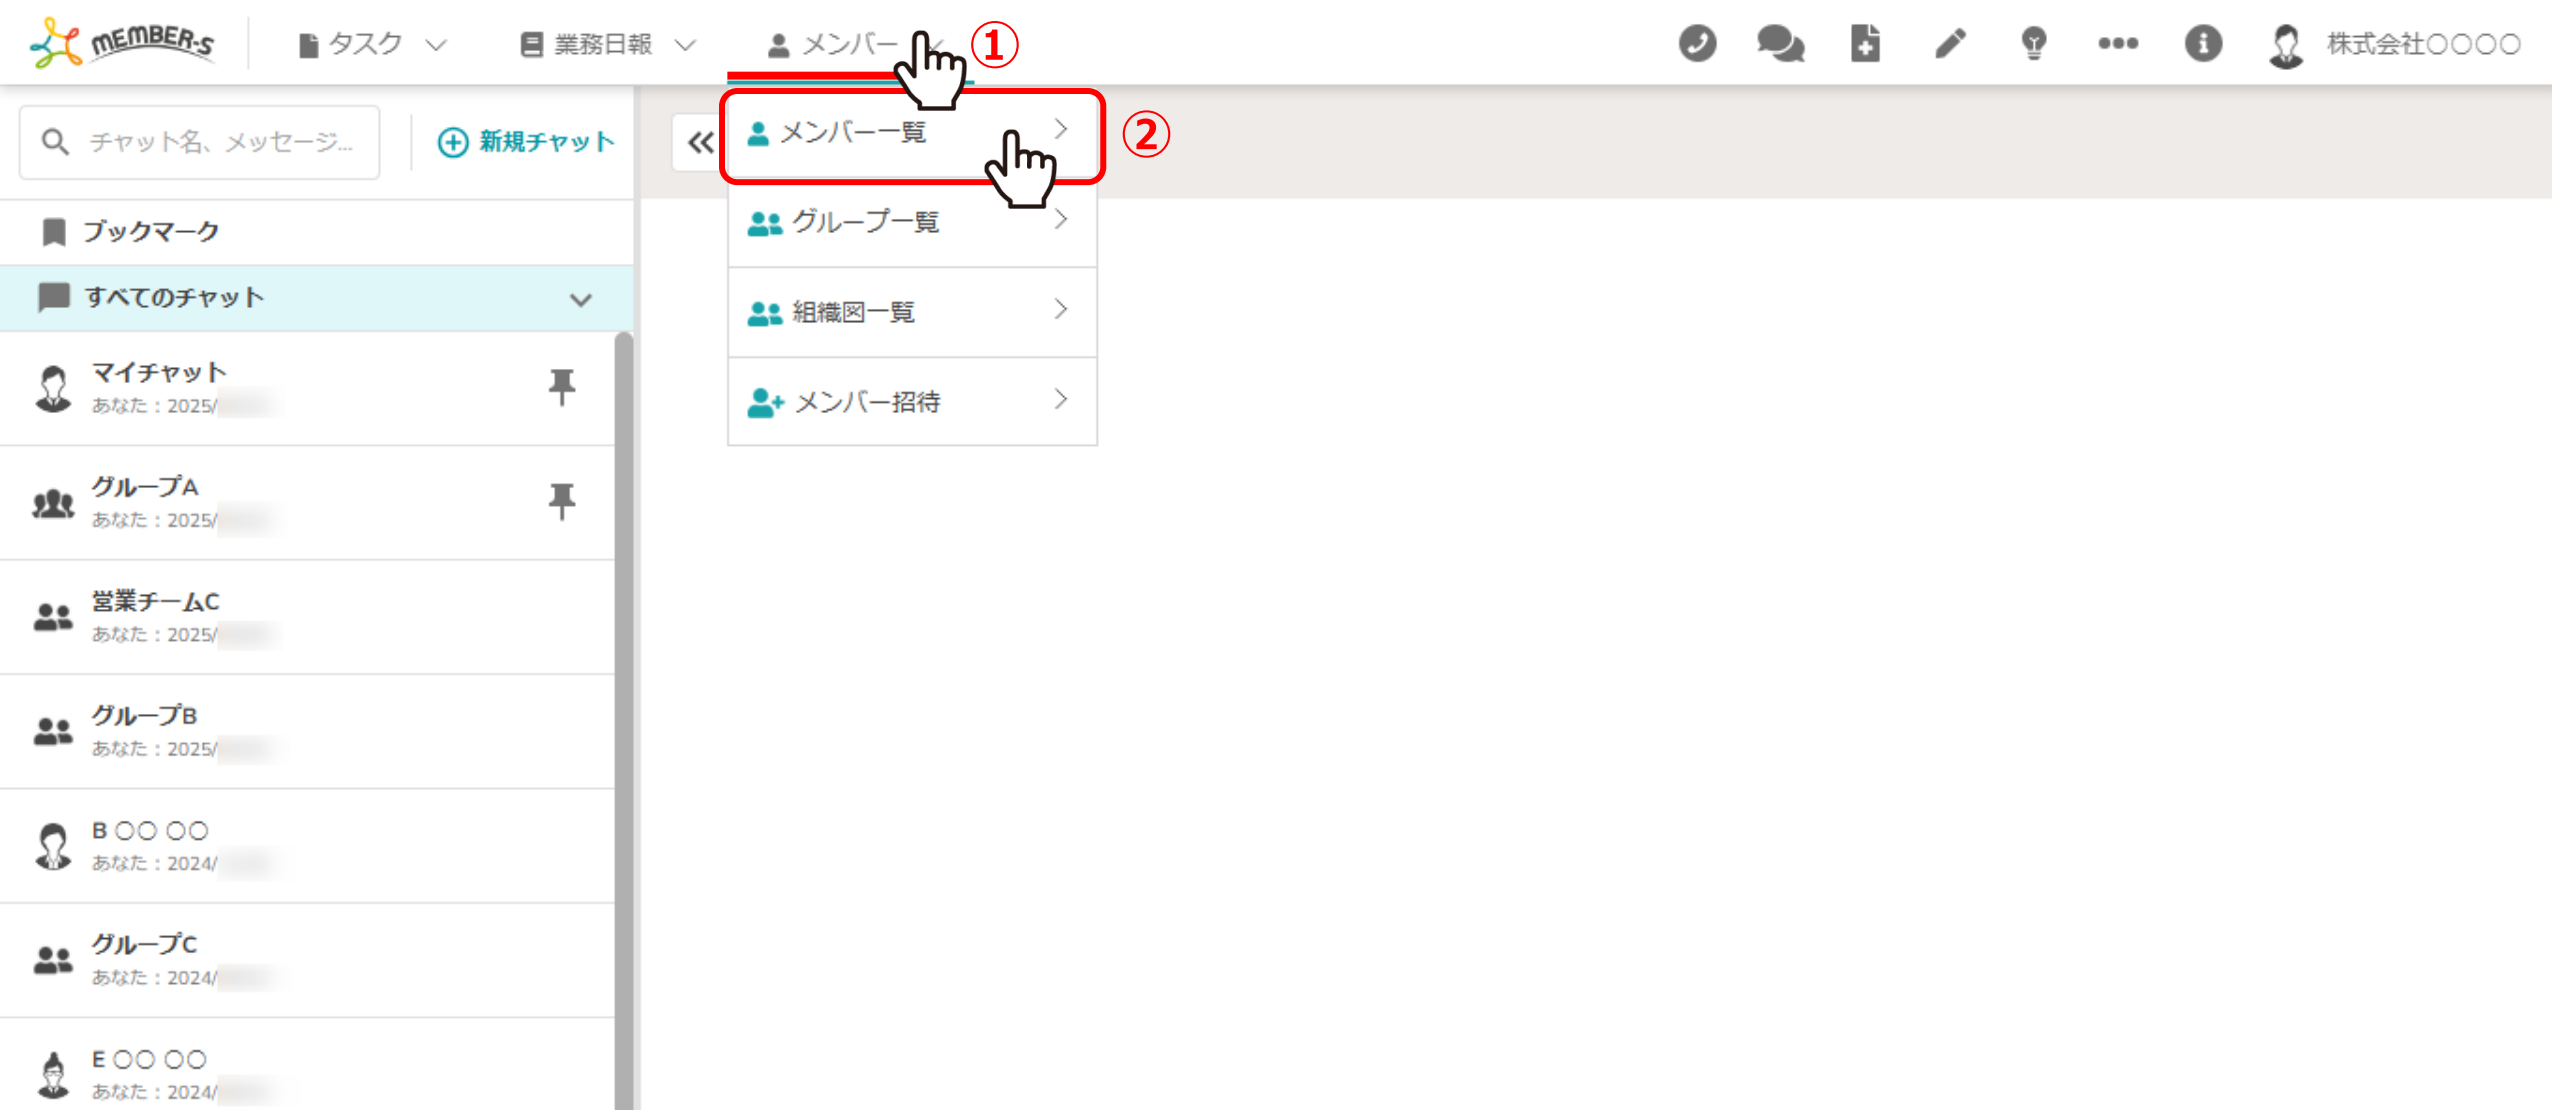 MEMBER-S
タスク
業務日報
メンバー
①
株式会社○○○○
チャット名、メッセージ...
新規チャット
メンバー一覧
②
ブックマーク
グループ一覧
すべてのチャット
組織図一覧
マイチャット
あなた：2025/
メンバー招待
グループA
あなた：2025/
営業チームC
あなた：2025/
グループB
あなた：2025/
B ○○ ○○
あなた：2024/
グループC
あなた：2024/
E ○○ ○○
あなた：2024/